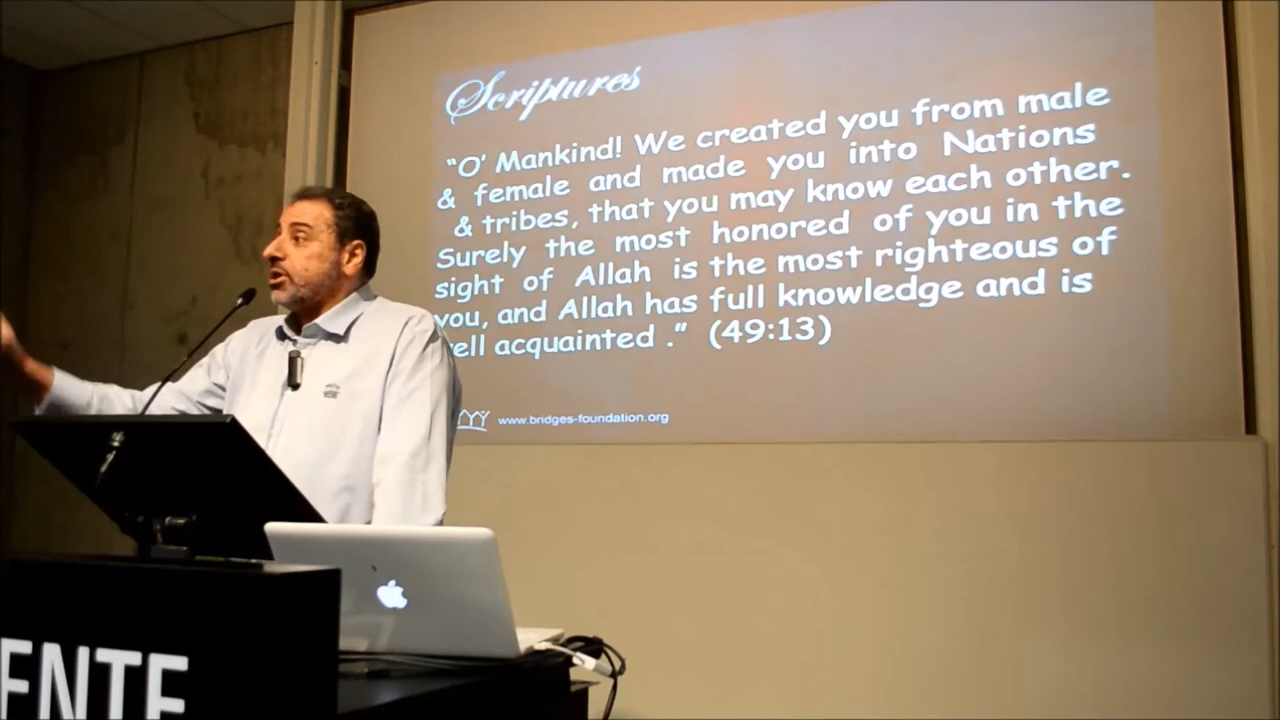 Scriptures
“O’ Mankind! We created you from male
& female and made you into Nations
& tribes, that you may know each other.
Surely the most honored of you in the
sight of Allah is the most righteous of
you, and Allah has full knowledge and is
ell acquainted .” (49:13)
www.bridges-foundation.org
ENTE